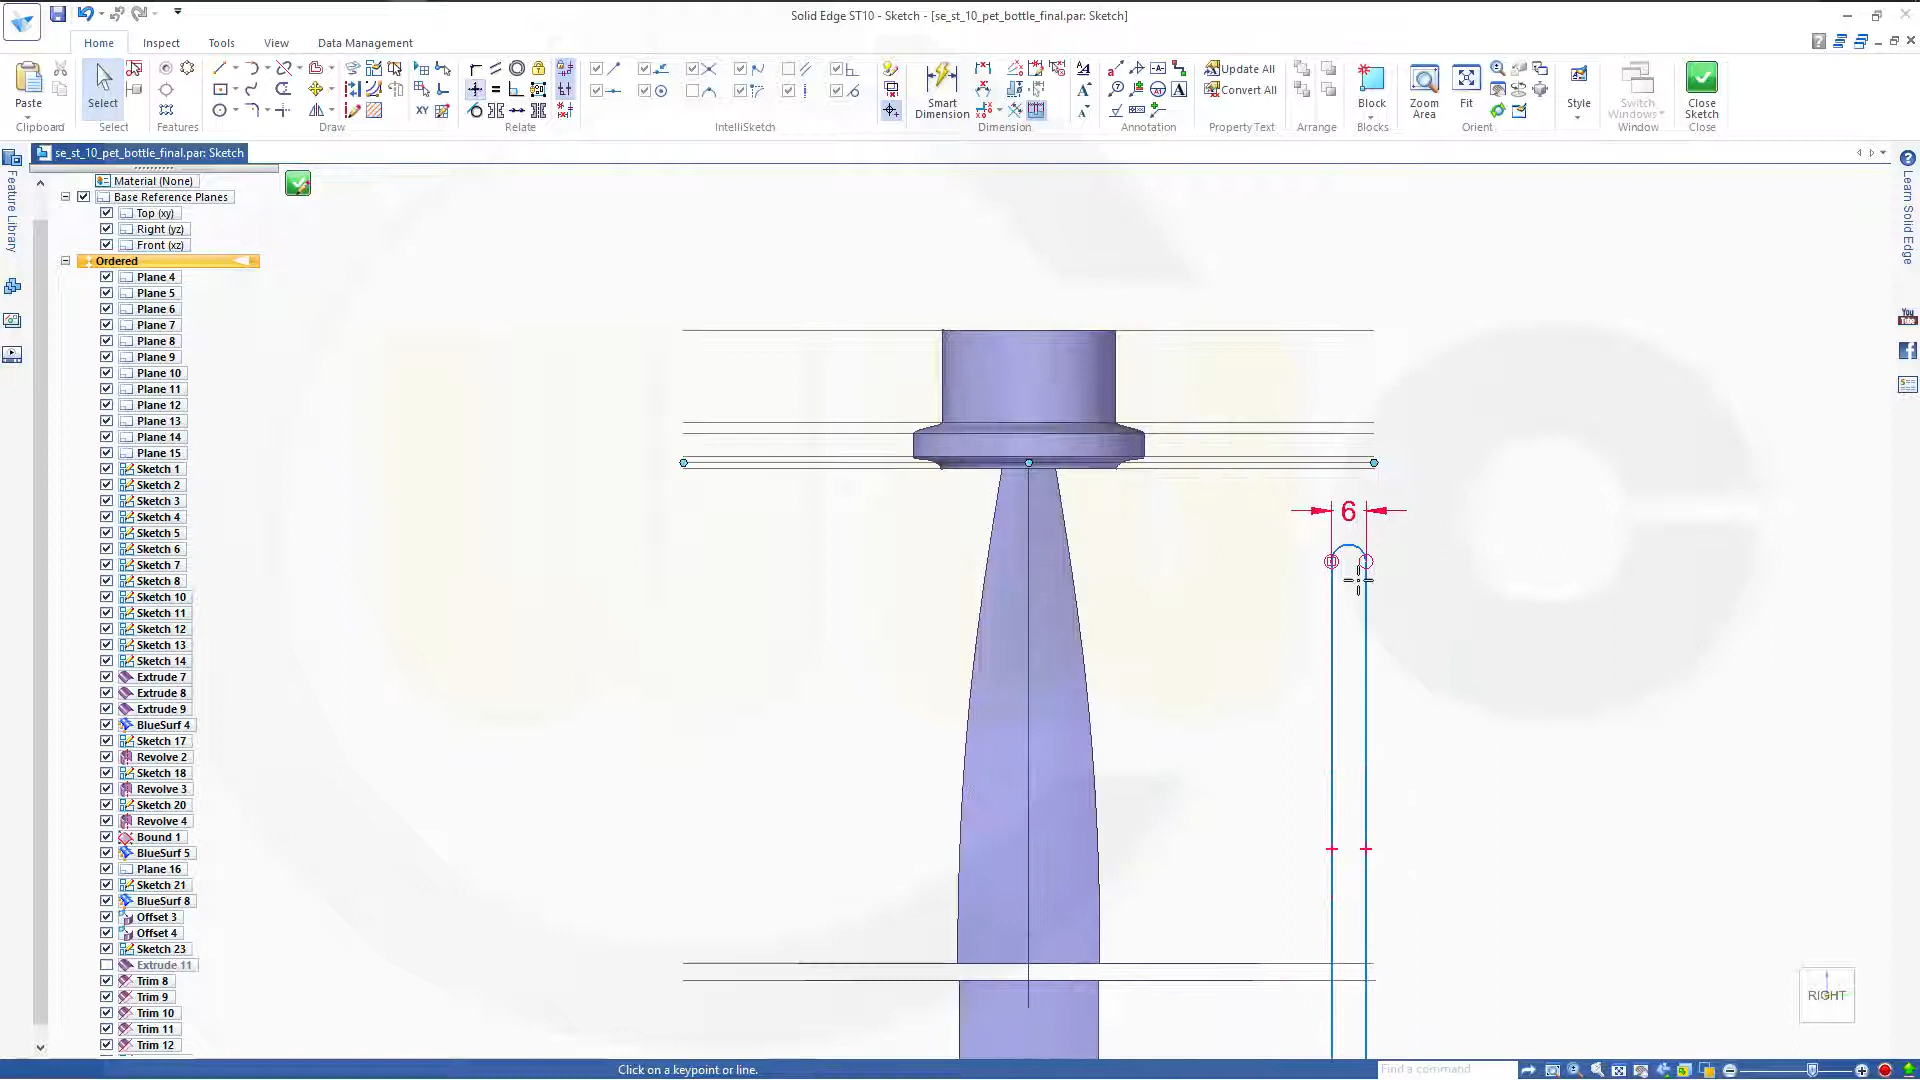 Solid Edge ST10 - Sketch - [se_st_10_pet_bottle_final.par: Sketch]
Home Inspect Tools View Data Management
Paste
Clipboard
Select
Select
Features
Draw
Relate
IntelliSketch
Smart Dimension
Dimension
Annotation
Update All
Convert All
PropertyText
Arrange
Block
Blocks
Zoom Area
Fit
Orient
Style
Switch Windows
Window
Close Sketch
Close
se_st_10_pet_bottle_final.par: Sketch
Feature Library
Material (None)
Base Reference Planes
Top (xy)
Right (yz)
Front (xz)
Ordered
Plane 4
Plane 5
Plane 6
Plane 7
Plane 8
Plane 9
Plane 10
Plane 11
Plane 12
Plane 13
Plane 14
Plane 15
Sketch 1
Sketch 2
Sketch 3
Sketch 4
Sketch 5
Sketch 6
Sketch 7
Sketch 8
Sketch 10
Sketch 11
Sketch 12
Sketch 13
Sketch 14
Extrude 7
Extrude 8
Extrude 9
BlueSurf 4
Sketch 17
Revolve 2
Sketch 18
Revolve 3
Sketch 20
Revolve 4
Bound 1
BlueSurf 5
Plane 16
Sketch 21
BlueSurf 8
Offset 3
Offset 4
Sketch 23
Extrude 11
Trim 8
Trim 9
Trim 10
Trim 11
Trim 12
6
RIGHT
Learn Solid Edge
You Tube
Click on a keypoint or line.
Find a command